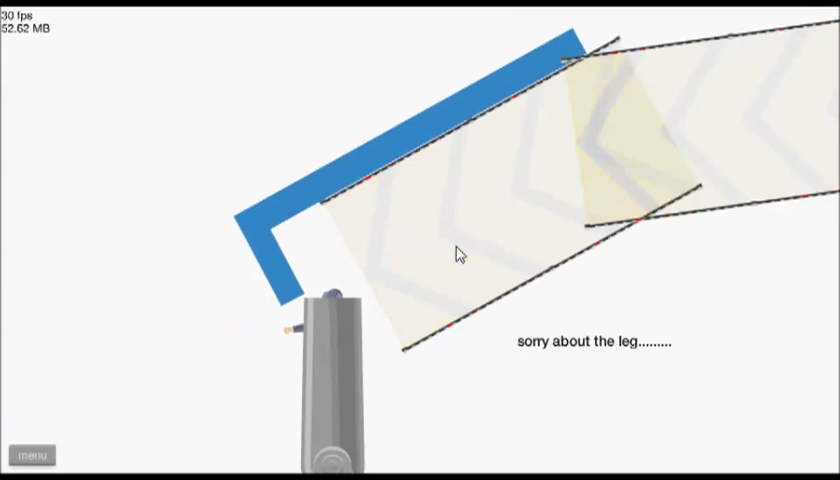 30 fps
52.62 MB
sorry about the leg.........
menu